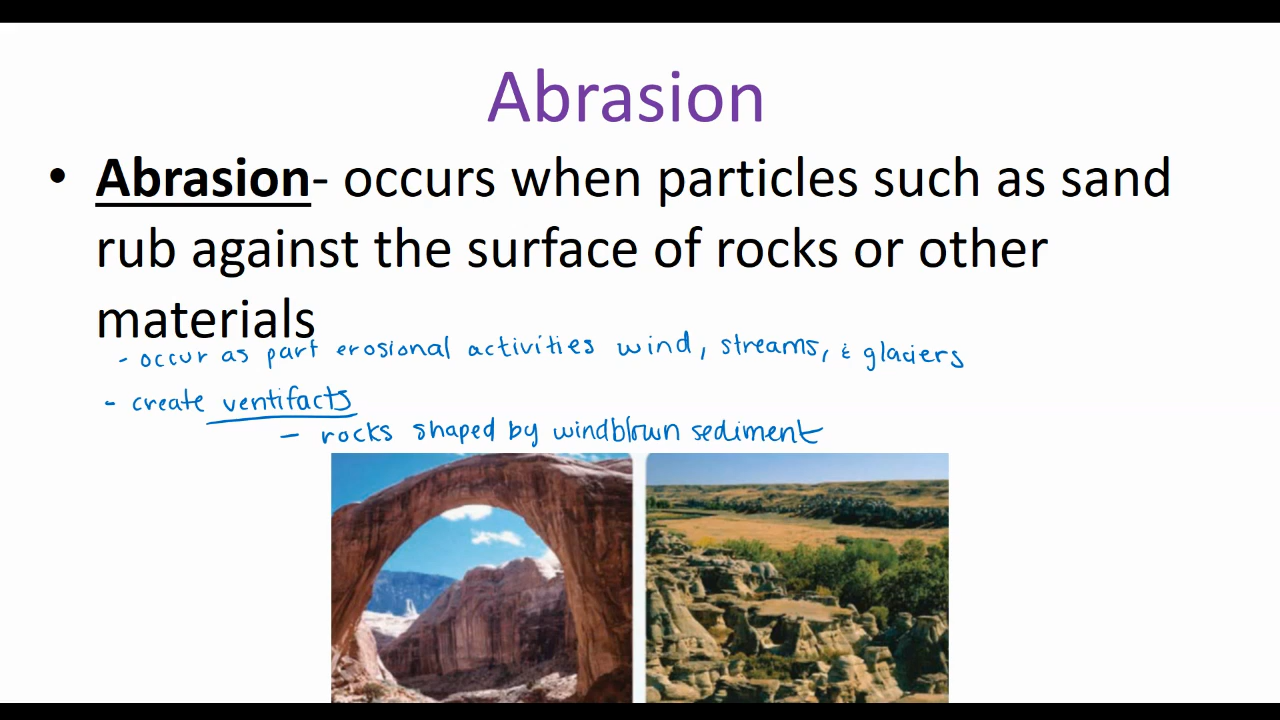 Abrasion
• Abrasion- occurs when particles such as sand
rub against the surface of rocks or other
materials
- occur as part erosional activities wind, streams, & glaciers
- create ventifacts
- rocks shaped by windblown sediment